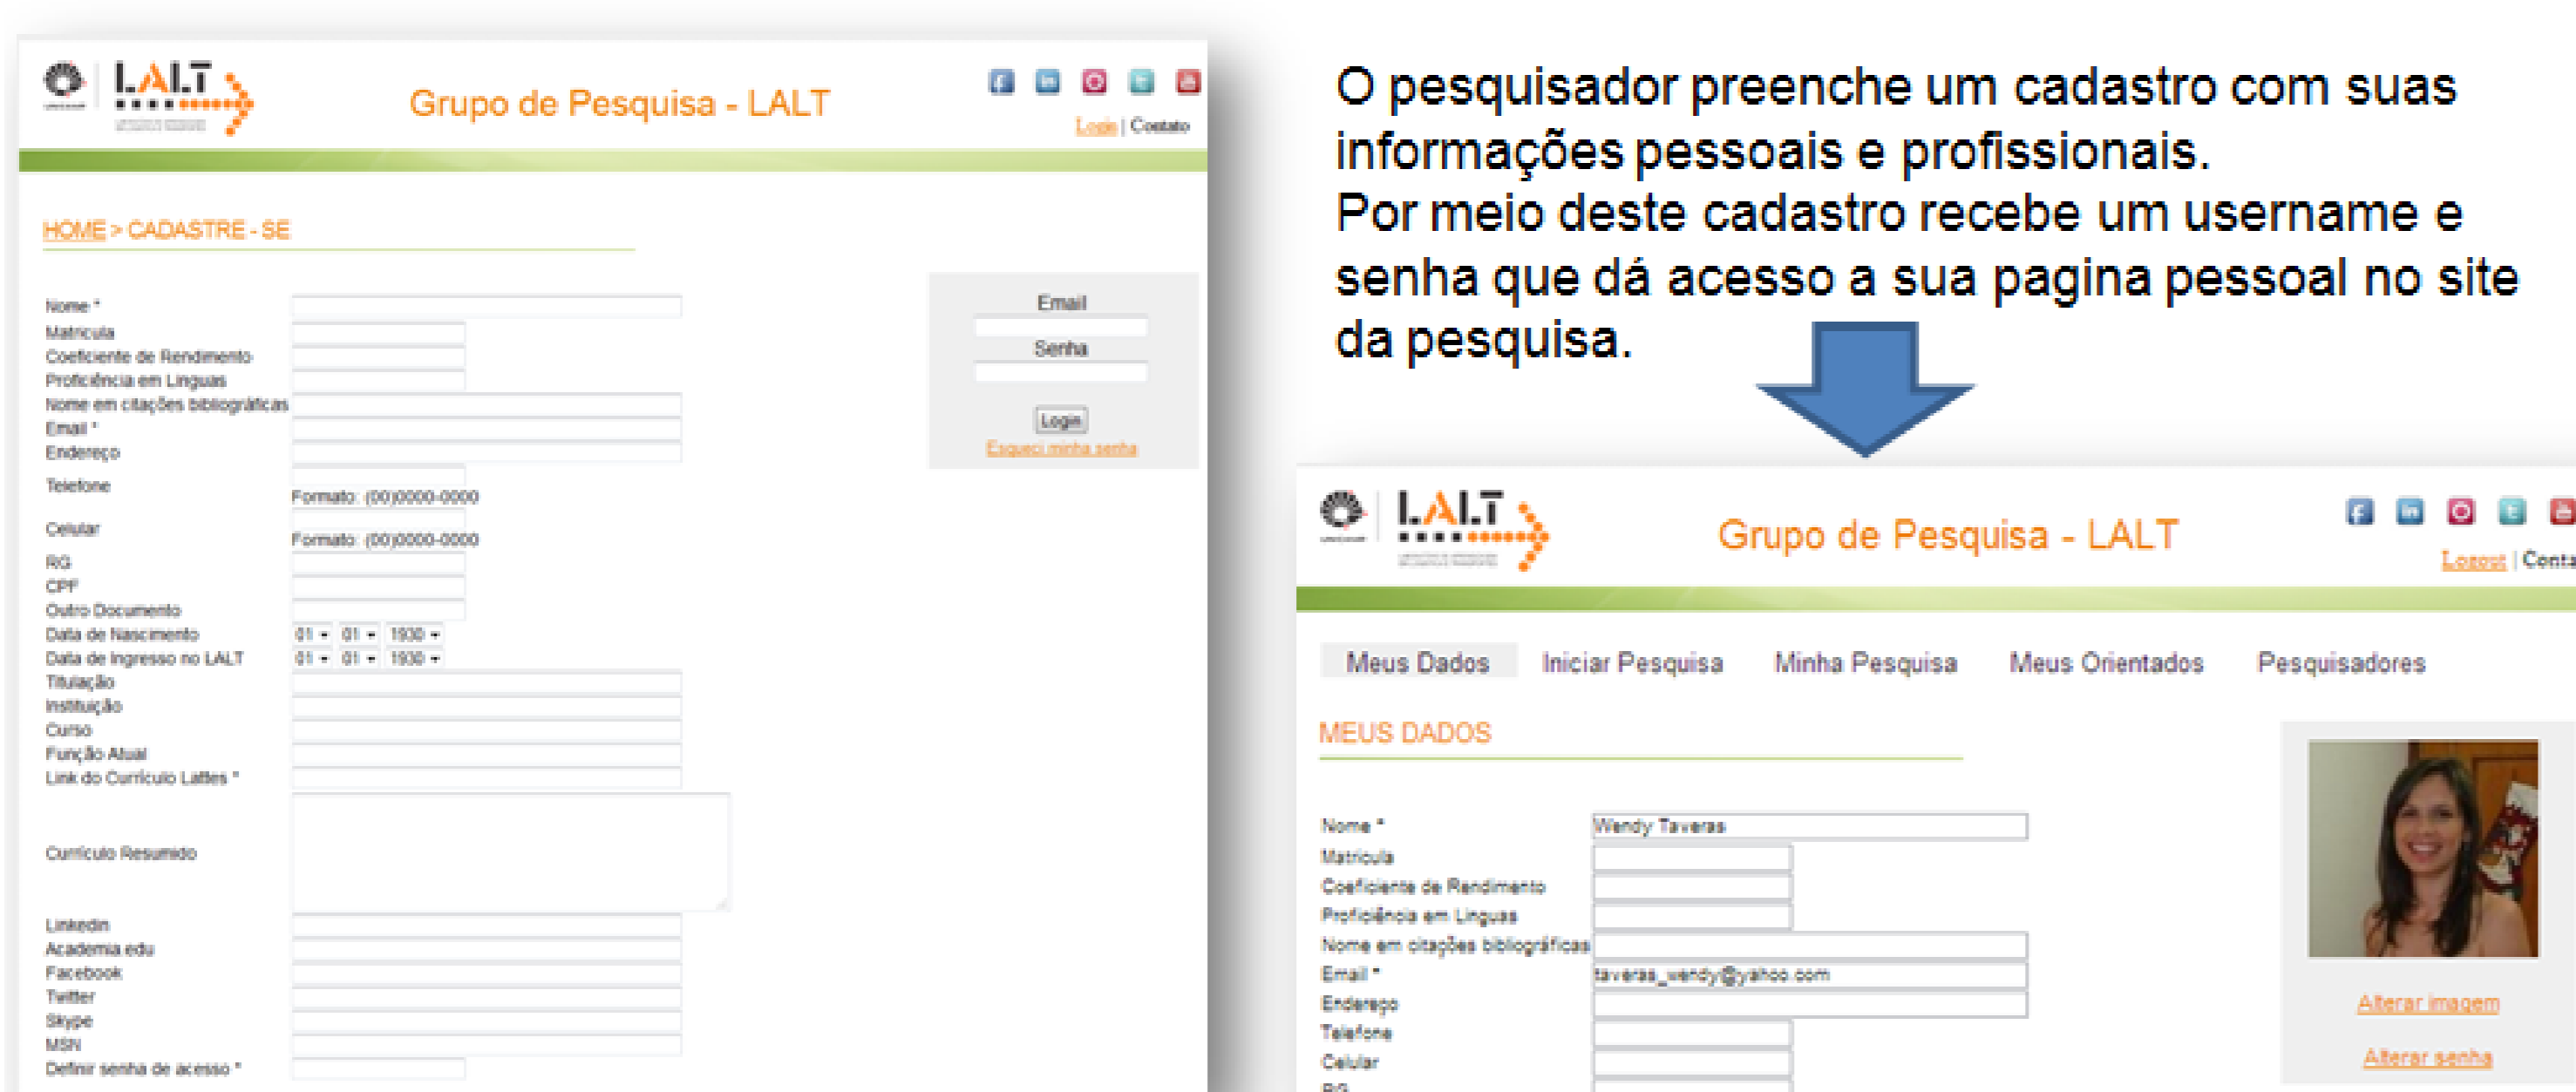 LALT
Grupo de Pesquisa - LALT
Login | Contato
HOME > CADASTRE - SE
Nome *
Matricula
Coeficiente de Rendimento
Proficiência em Linguas
Nome em citações bibliográficas
Email *
Endereço
Telefone
Formato: (00)0000-0000
Celular
Formato: (00)0000-0000
RG
CPF
Outro Documento
Data de Nascimento 01 01 1930
Data de Ingresso no LALT 01 01 1930
Titulação
Instituição
Curso
Função Atual
Link do Currículo Lattes *
Currículo Resumido
Linkedin
Academia.edu
Facebook
Twitter
Skype
MSN
Definir senha de acesso *
Email
Senha
Login
Esqueci minha senha
O pesquisador preenche um cadastro com suas
informações pessoais e profissionais.
Por meio deste cadastro recebe um username e
senha que dá acesso a sua pagina pessoal no site
da pesquisa.
LALT
Grupo de Pesquisa - LALT
Logout | Conta
Meus Dados Iniciar Pesquisa Minha Pesquisa Meus Orientados Pesquisadores
MEUS DADOS
Nome * Wendy Taveras
Matricula
Coeficiente de Rendimento
Proficiência em Linguas
Nome em citações bibliográficas
Email * taveras_wendy@yahoo.com
Endereço
Telefone
Celular
RG
Alterar imagem
Alterar senha